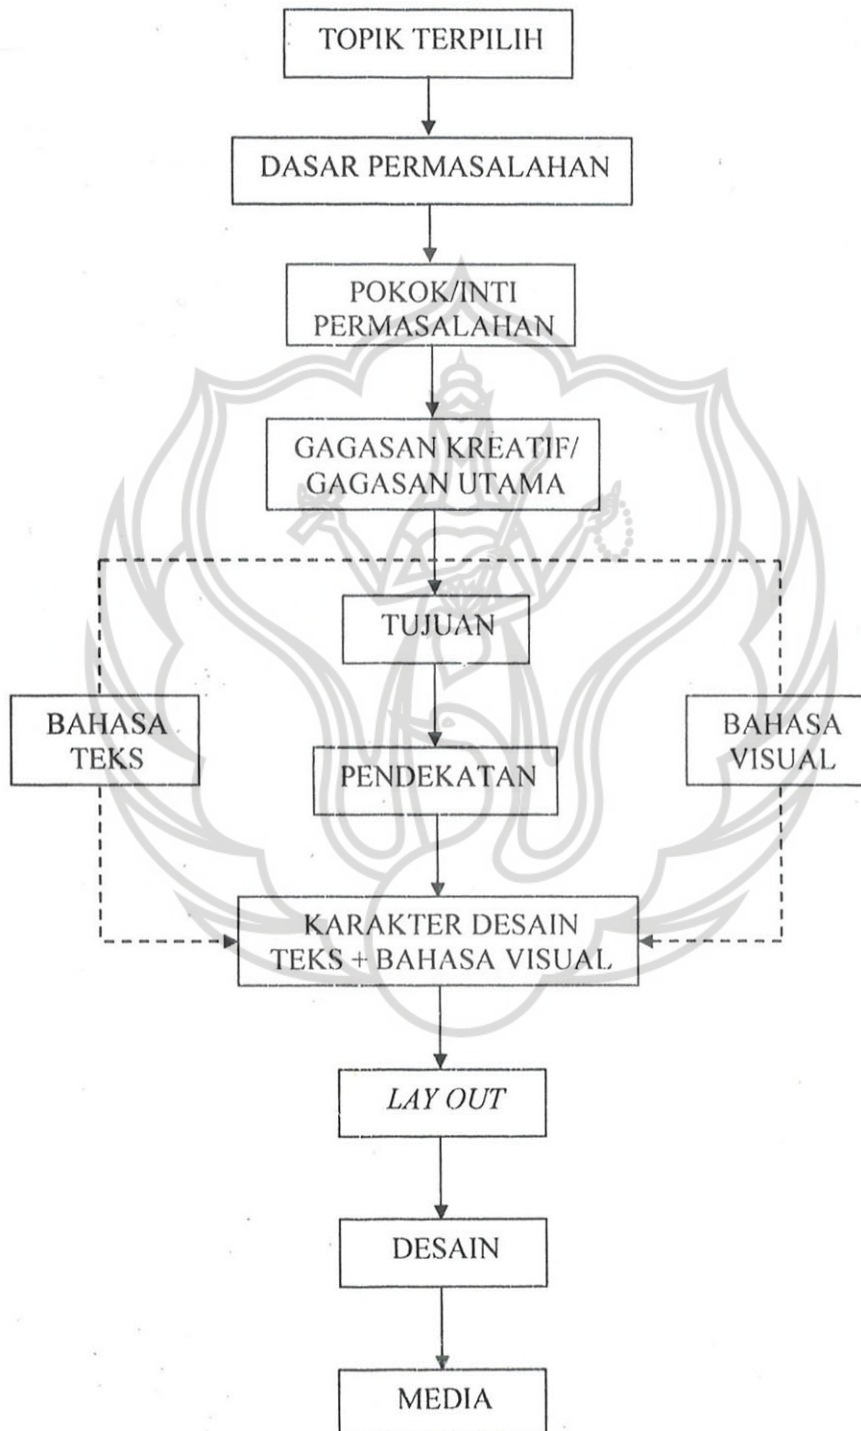 TOPIK TERPILIH
DASAR PERMASALAHAN
POKOK/INTI
PERMASALAHAN
GAGASAN KREATIF/
GAGASAN UTAMA
TUJUAN
BAHASA
TEKS
PENDEKATAN
BAHASA
VISUAL
KARAKTER DESAIN
TEKS + BAHASA VISUAL
LAY OUT
DESAIN
MEDIA